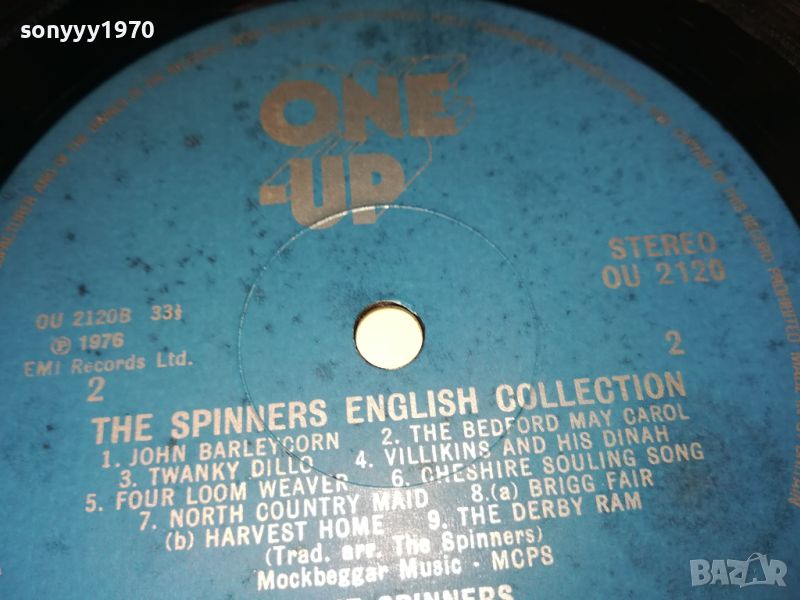 sonyyy1970
ONE
-UP
STEREO
OU 2120
OU 2120B 33⅓
℗ 1976
EMI Records Ltd.
2
2
THE SPINNERS ENGLISH COLLECTION
1. JOHN BARLEYCORN 2. THE BEDFORD MAY CAROL
3. TWANKY DILLO 4. VILLIKINS AND HIS DINAH
5. FOUR LOOM WEAVER 6. CHESHIRE SOULING SONG
7. NORTH COUNTRY MAID 8.(a) BRIGG FAIR
(b) HARVEST HOME 9. THE DERBY RAM
(Trad. arr. The Spinners)
Mockbeggar Music · MCPS
SPINNERS
BAZAR